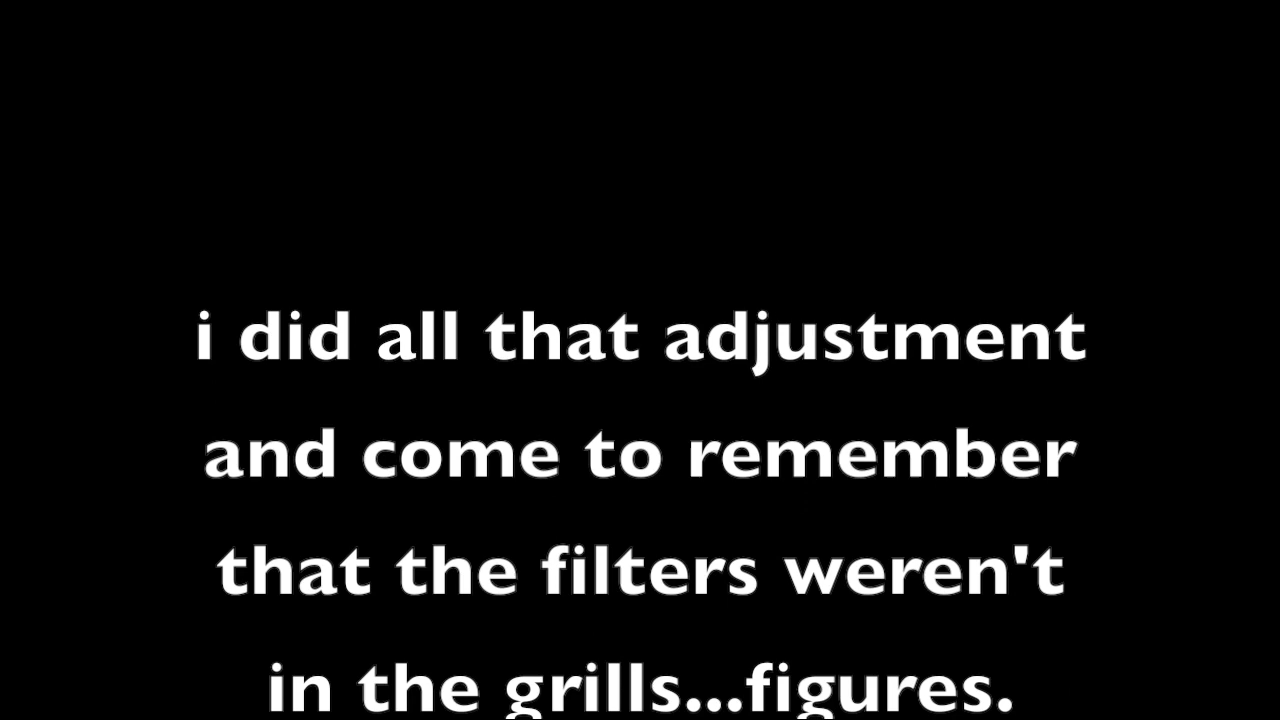 i did all that adjustment
and come to remember
that the filters weren't
in the grills...figures.